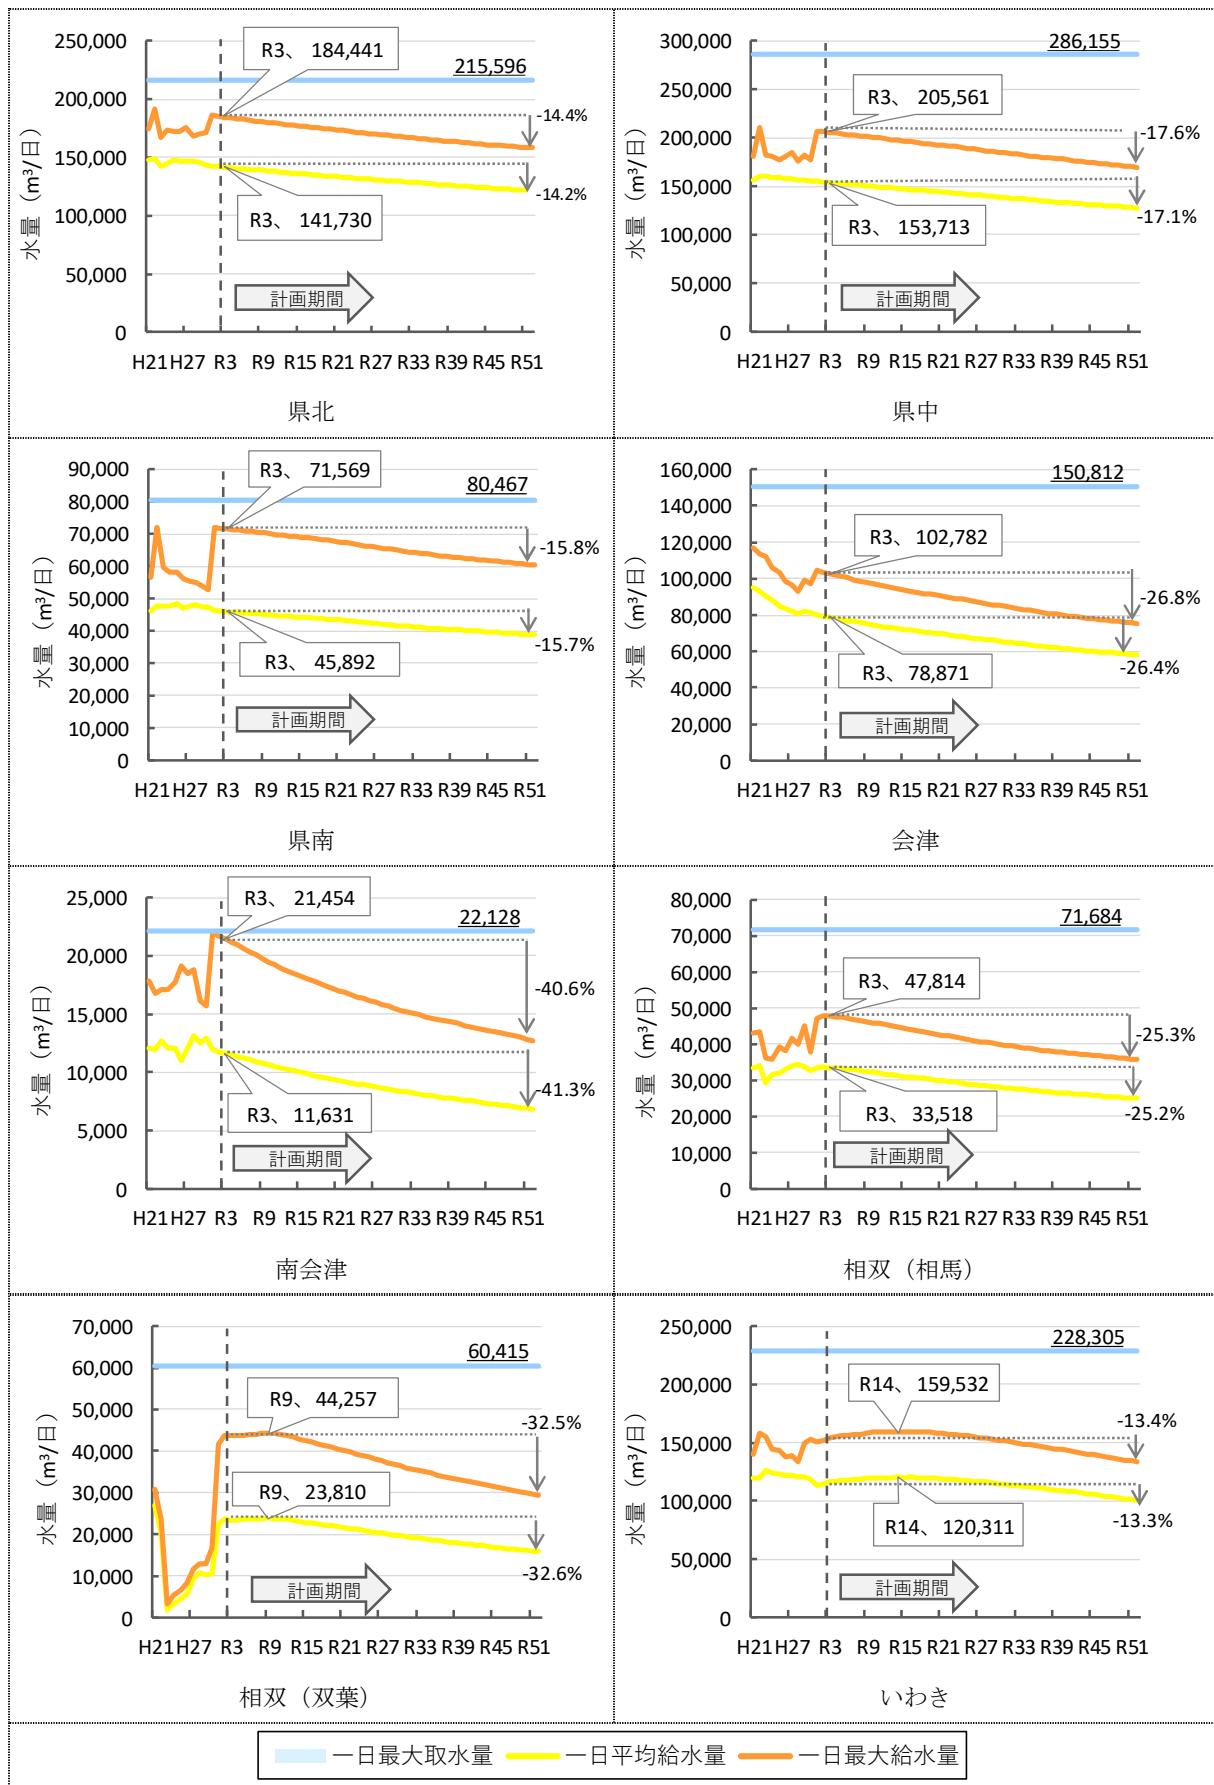 250,000
200,000
150,000
100,000
50,000
0
水量（m³/日）
R3、 184,441
215,596
-14.4%
-14.2%
R3、 141,730
計画期間
H21 H27 R3 R9 R15 R21 R27 R33 R39 R45 R51
県北
300,000
250,000
200,000
150,000
100,000
50,000
0
水量（m³/日）
286,155
R3、 205,561
-17.6%
-17.1%
R3、 153,713
計画期間
H21 H27 R3 R9 R15 R21 R27 R33 R39 R45 R51
県中
90,000
80,000
70,000
60,000
50,000
40,000
30,000
20,000
10,000
0
水量（m³/日）
R3、 71,569
80,467
-15.8%
-15.7%
R3、 45,892
計画期間
H21 H27 R3 R9 R15 R21 R27 R33 R39 R45 R51
県南
160,000
140,000
120,000
100,000
80,000
60,000
40,000
20,000
0
水量（m³/日）
150,812
R3、 102,782
-26.8%
-26.4%
R3、 78,871
計画期間
H21 H27 R3 R9 R15 R21 R27 R33 R39 R45 R51
会津
25,000
20,000
15,000
10,000
5,000
0
水量（m³/日）
R3、 21,454
22,128
-40.6%
-41.3%
R3、 11,631
計画期間
H21 H27 R3 R9 R15 R21 R27 R33 R39 R45 R51
南会津
80,000
70,000
60,000
50,000
40,000
30,000
20,000
10,000
0
水量（m³/日）
71,684
R3、 47,814
-25.3%
-25.2%
R3、 33,518
計画期間
H21 H27 R3 R9 R15 R21 R27 R33 R39 R45 R51
相双（相馬）
70,000
60,000
50,000
40,000
30,000
20,000
10,000
0
水量（m³/日）
60,415
R9、 44,257
-32.5%
R9、 23,810
-32.6%
計画期間
H21 H27 R3 R9 R15 R21 R27 R33 R39 R45 R51
相双（双葉）
250,000
200,000
150,000
100,000
50,000
0
水量（m³/日）
228,305
R14、 159,532
-13.4%
-13.3%
R14、 120,311
計画期間
H21 H27 R3 R9 R15 R21 R27 R33 R39 R45 R51
いわき
一日最大取水量 一日平均給水量 一日最大給水量